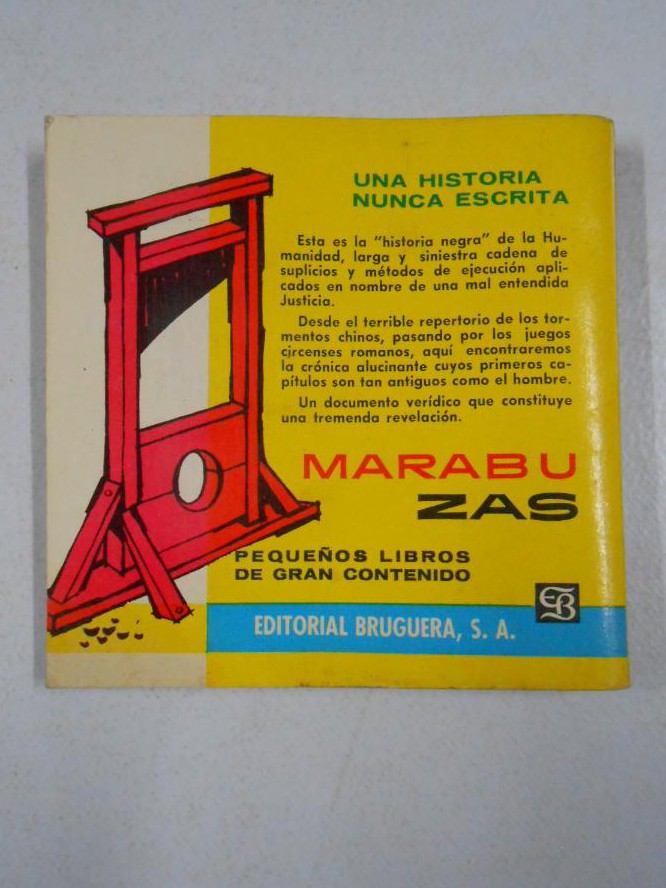 UNA HISTORIA
NUNCA ESCRITA
Esta es la "historia negra" de la Hu-
manidad, larga y siniestra cadena de
suplicios y métodos de ejecución apli-
cados en nombre de una mal entendida
Justicia.
Desde el terrible repertorio de los tor-
mentos chinos, pasando por los juegos
circenses romanos, aquí encontraremos
la crónica alucinante cuyos primeros ca-
pítulos son tan antiguos como el hombre.
Un documento verídico que constituye
una tremenda revelación.
MARABU
ZAS
PEQUEÑOS LIBROS
DE GRAN CONTENIDO
EB
EDITORIAL BRUGUERA, S. A.